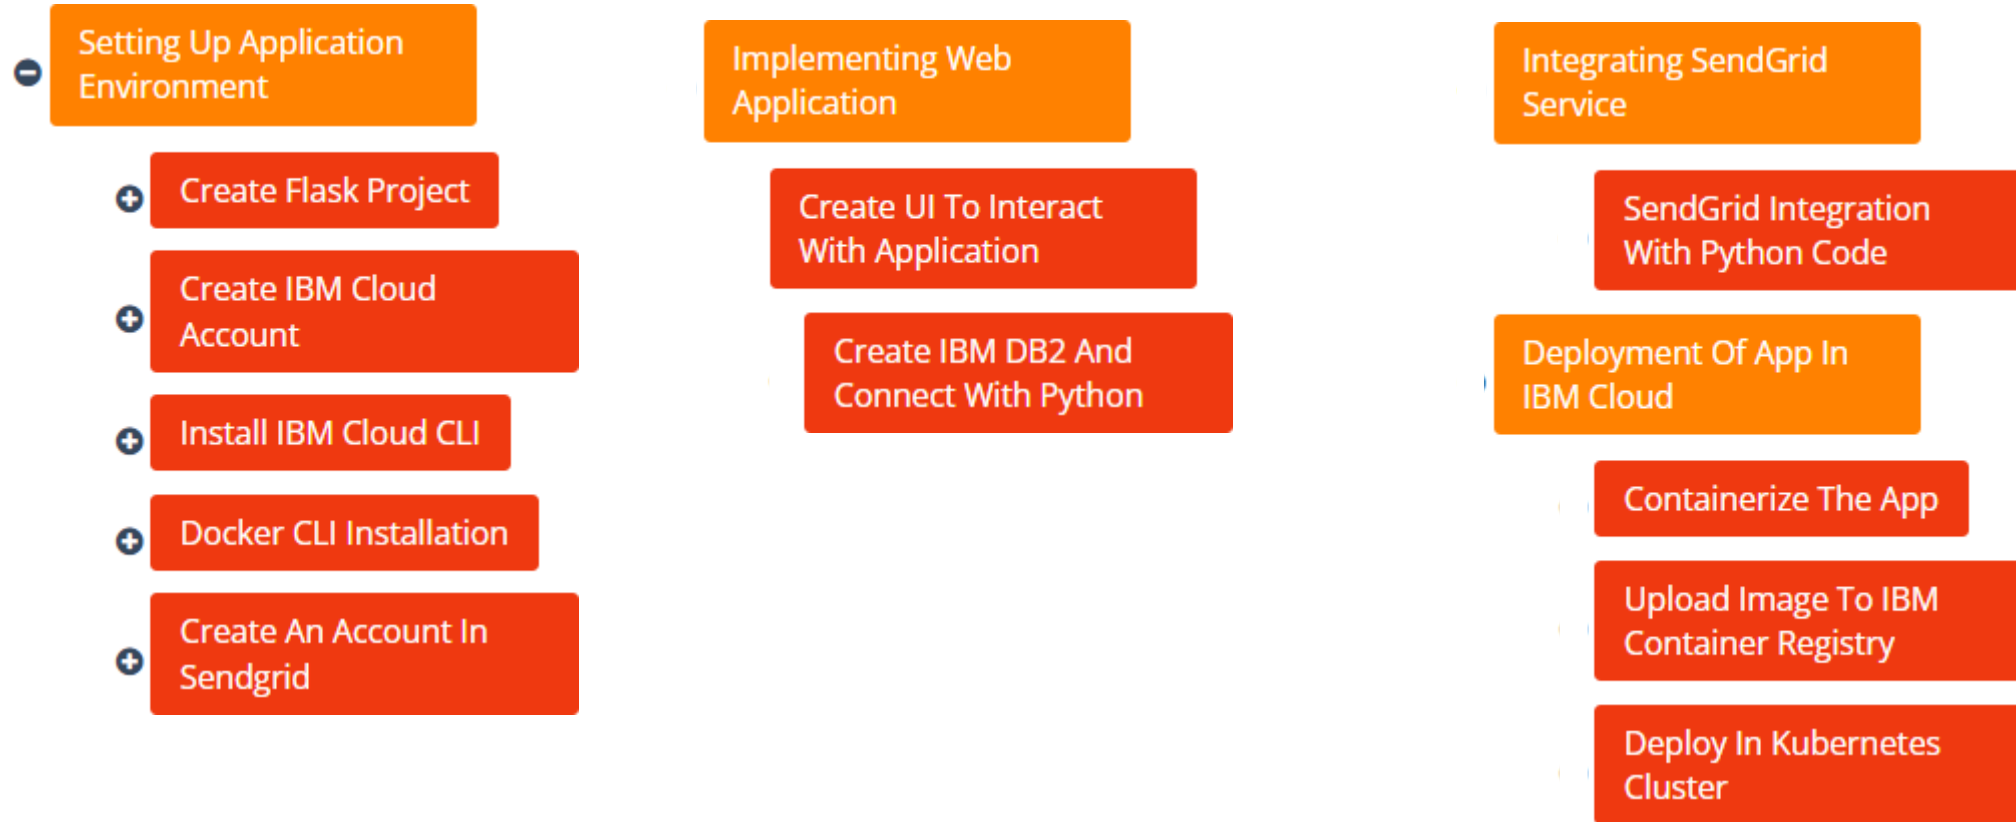 Setting Up Application
Environment
Create Flask Project
Create IBM Cloud
Account
Install IBM Cloud CLI
Docker CLI Installation
Create An Account In
Sendgrid
Implementing Web
Application
Create UI To Interact
With Application
Create IBM DB2 And
Connect With Python
Integrating SendGrid
Service
SendGrid Integration
With Python Code
Deployment Of App In
IBM Cloud
Containerize The App
Upload Image To IBM
Container Registry
Deploy In Kubernetes
Cluster